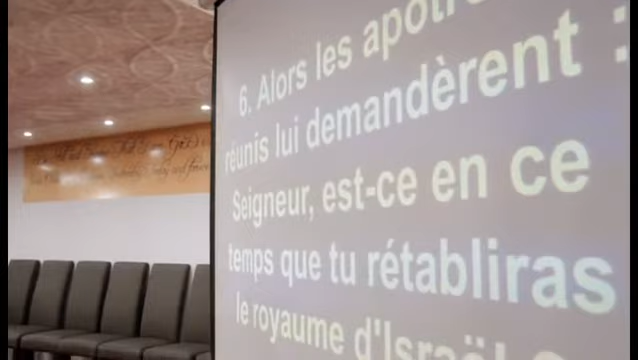 6. Alors les apôtres
réunis lui demandèrent :
Seigneur, est-ce en ce
temps que tu rétabliras
le royaume d'Israël